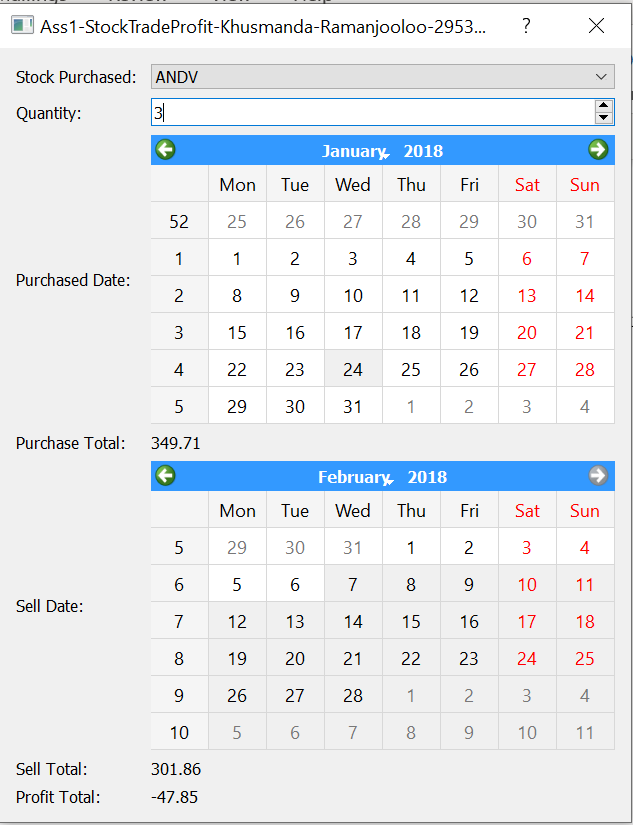 Ass1-StockTradeProfit-Khusmanda-Ramanjooloo-2953... ?
Stock Purchased: ANDV
Quantity: 3
January, 2018
Mon Tue Wed Thu Fri Sat Sun
52 25 26 27 28 29 30 31
1 1 2 3 4 5 6 7
2 8 9 10 11 12 13 14
3 15 16 17 18 19 20 21
4 22 23 24 25 26 27 28
5 29 30 31 1 2 3 4
Purchased Date:
Purchase Total: 349.71
February, 2018
Mon Tue Wed Thu Fri Sat Sun
5 29 30 31 1 2 3 4
6 5 6 7 8 9 10 11
7 12 13 14 15 16 17 18
8 19 20 21 22 23 24 25
9 26 27 28 1 2 3 4
10 5 6 7 8 9 10 11
Sell Date:
Sell Total: 301.86
Profit Total: -47.85